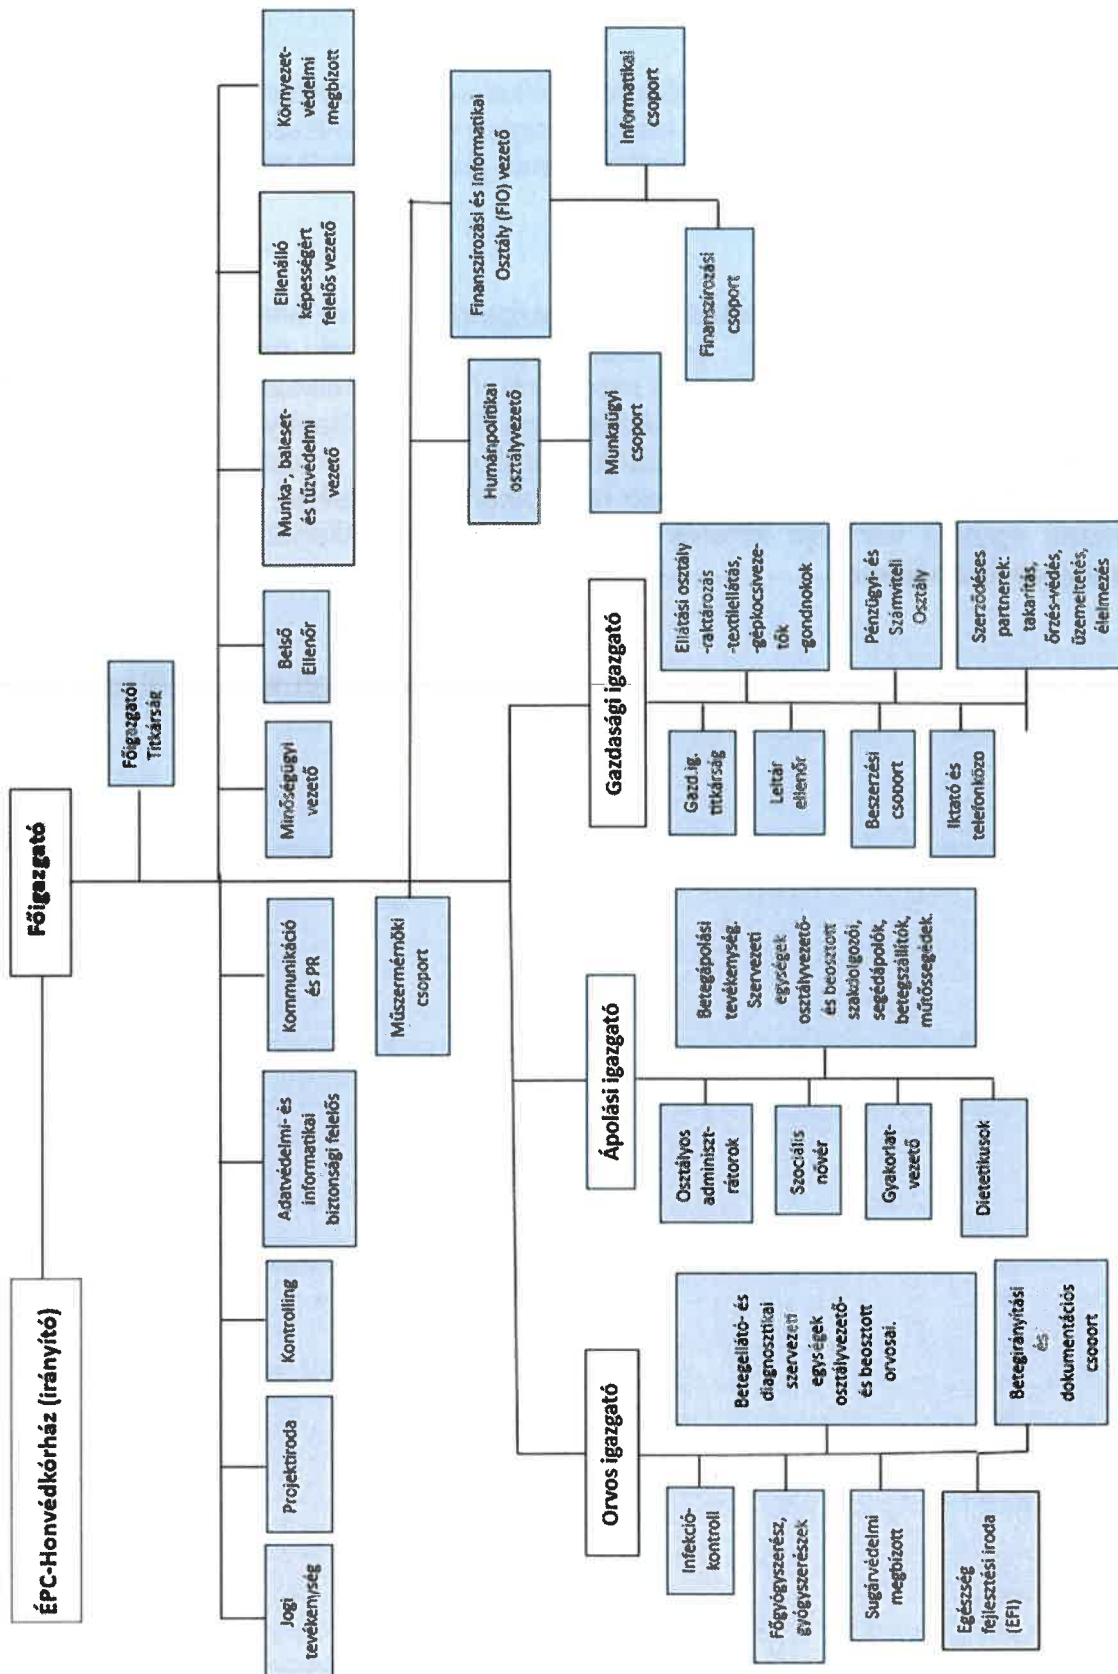 ÉPC-Honvédkórház (irányító)
Főigazgató
Főigazgatói
Titkárság
Jogi
tevékenység
Projektiroda
Kontrolling
Adatvédelmi- és
informatikai
biztonsági felelős
Kommunikáció
és PR
Minőségügyi
vezető
Belső
Ellenőr
Munka-, baleset-
és tűzvédelmi
vezető
Ellenálló
képességért
felelős vezető
Környezet-
védelmi
megbízott
Műszermérnöki
csoport
Humánpolitikai
osztályvezető
Munkaügyi
csoport
Finanszírozási és Informatikai
Osztály (FIO) vezető
Finanszírozási
csoport
Informatikai
csoport
Orvos igazgató
Infekció-
kontroll
Főgyógyszerész,
gyógyszerészek
Sugárvédelmi
megbízott
Egészség
fejlesztési iroda
(EFI)
Betegellátó- és
diagnosztikai
szervezeti
egységek
osztályvezető-
és beosztott
orvosai.
Betegirányítási
és
dokumentációs
csoport
Ápolási igazgató
Osztályos
adminiszt-
rátorok
Szociális
nővér
Gyakorlat-
vezető
Dietetikusok
Betegápolási
tevékenység.
Szervezeti
egységek
osztályvezető-
és beosztott
szakdolgozói,
segédápolók,
betegszállítók,
műtőssegédek.
Gazdasági igazgató
Gazd.ig.
titkárság
Leltár
ellenőr
Beszerzési
csoport
Iktató és
telefonközo
Ellátási osztály
-raktározás
-textilellátás,
-gépkocsiveze-
tők
-gondnokok
Pénzügyi- és
Számviteli
Osztály
Szerződéses
partnerek:
takarítás,
őrzés-védés,
üzemeltetés,
élelmezés